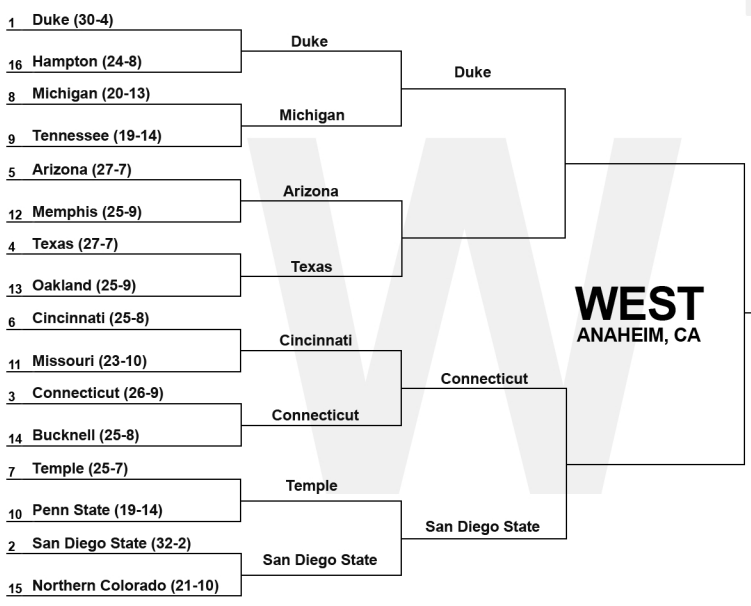 1 Duke (30-4)
16 Hampton (24-8)
8 Michigan (20-13)
9 Tennessee (19-14)
5 Arizona (27-7)
12 Memphis (25-9)
4 Texas (27-7)
13 Oakland (25-9)
6 Cincinnati (25-8)
11 Missouri (23-10)
3 Connecticut (26-9)
14 Bucknell (25-8)
7 Temple (25-7)
10 Penn State (19-14)
2 San Diego State (32-2)
15 Northern Colorado (21-10)
Duke
Michigan
Arizona
Texas
Cincinnati
Connecticut
Temple
San Diego State
Duke
Connecticut
San Diego State
W
WEST
ANAHEIM, CA